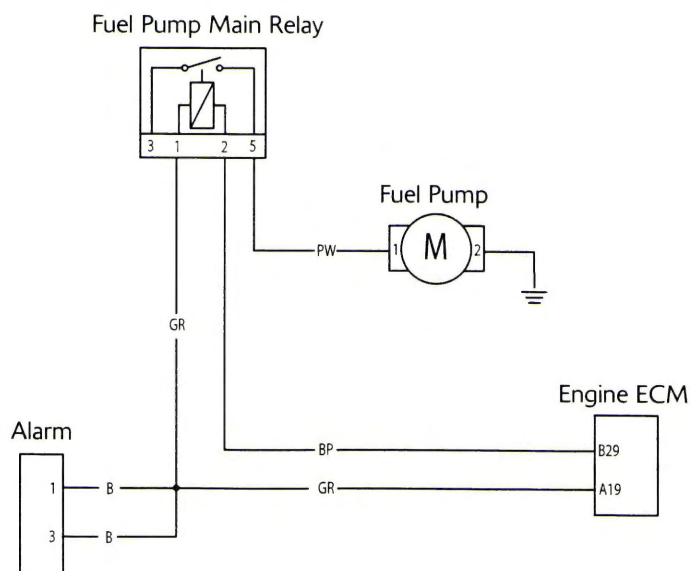 Fuel Pump Main Relay
3 1 2 5
Fuel Pump
1 M 2
PW
GR
Engine ECM
Alarm
BP B29
1 B GR A19
3 B